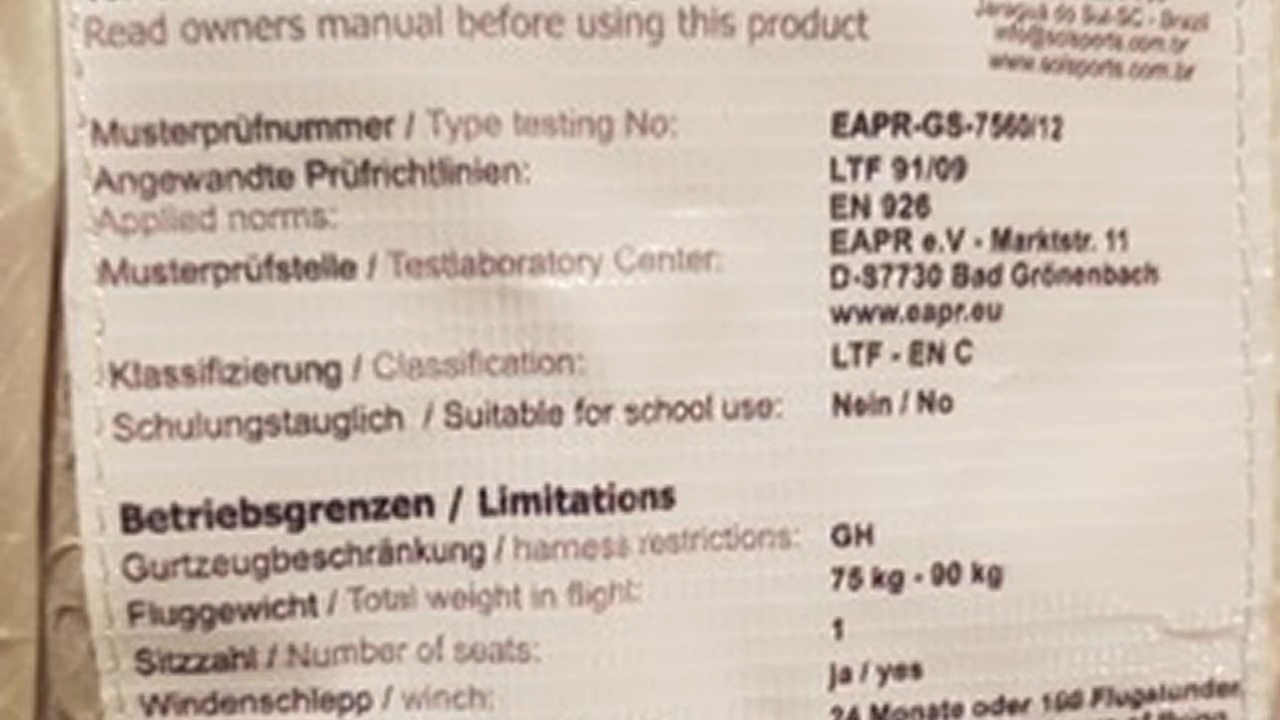 Read owners manual before using this product
Jaraguá do Sul-SC - Brazil
info@solsports.com.br
www.solsports.com.br
Musterprüfnummer / Type testing No: EAPR-GS-7560/12
Angewandte Prüfrichtlinien: LTF 91/09
Applied norms: EN 926
Musterprüfstelle / Testlaboratory Center: EAPR e.V - Marktstr. 11
D-87730 Bad Grönenbach
www.eapr.eu
Klassifizierung / Classification: LTF - EN C
Schulungstauglich / Suitable for school use: Nein / No
Betriebsgrenzen / Limitations
Gurtzeugbeschränkung / harness restrictions: GH
Fluggewicht / Total weight in flight: 75 kg - 90 kg
Sitzzahl / Number of seats: 1
Windenschlepp / winch: ja / yes
24 Monate oder 100 Flugstunden